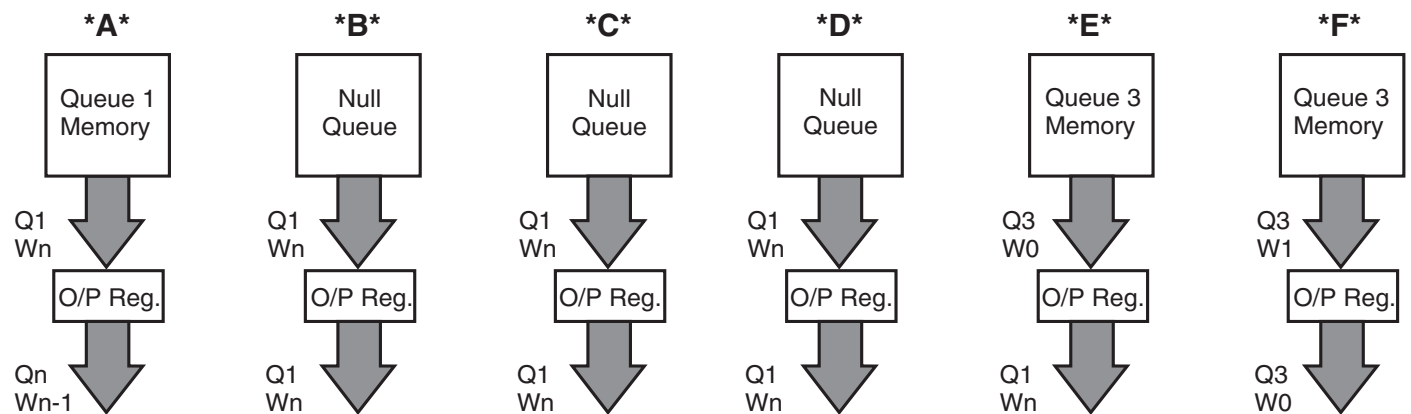 *A*
*B*
*C*
*D*
*E*
*F*
Queue 1
Memory
Null
Queue
Null
Queue
Null
Queue
Queue 3
Memory
Queue 3
Memory
Q1
Wn
Q1
Wn
Q1
Wn
Q1
Wn
Q3
W0
Q3
W1
O/P Reg.
O/P Reg.
O/P Reg.
O/P Reg.
O/P Reg.
O/P Reg.
Qn
Wn-1
Q1
Wn
Q1
Wn
Q1
Wn
Q1
Wn
Q3
W0